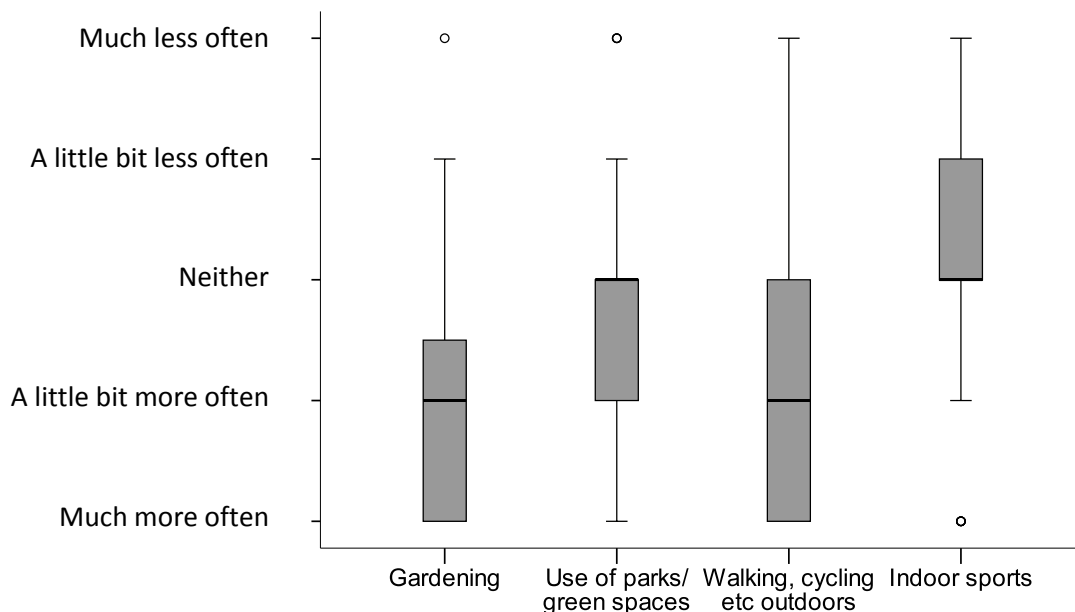 Much less often
A little bit less often
Neither
A little bit more often
Much more often
Gardening
Use of parks/
green spaces
Walking, cycling
etc outdoors
Indoor sports